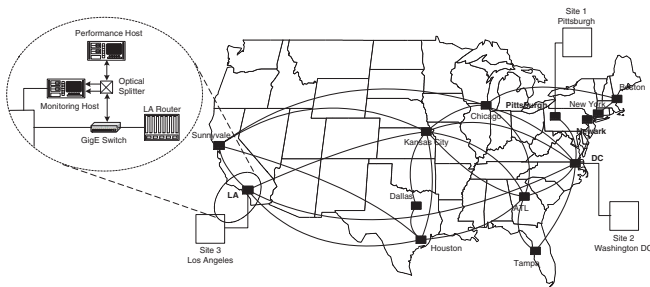 Site 1
Pittsburgh
Performance Host
Optical
Splitter
Monitoring Host
LA Router
GigE Switch
Sunnyvale
Boston
Pittsburgh
New York
Chicago
Newark
Kansas City
DC
LA
Dallas
ATL
Houston
Tampa
Site 3
Los Angeles
Site 2
Washington DC